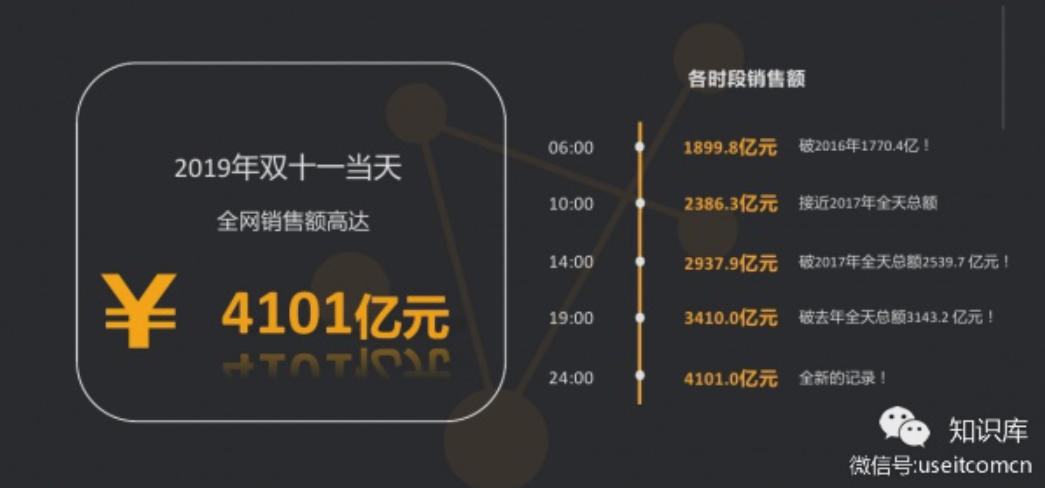 2019年双十一当天
全网销售额高达
¥ 4101亿元
各时段销售额
06:00 1899.8亿元 破2016年1770.4亿！
10:00 2386.3亿元 接近2017年全天总额
14:00 2937.9亿元 破2017年全天总额2539.7 亿元！
19:00 3410.0亿元 破去年全天总额3143.2 亿元！
24:00 4101.0亿元 全新的记录！
知识库
微信号:useitcomcn